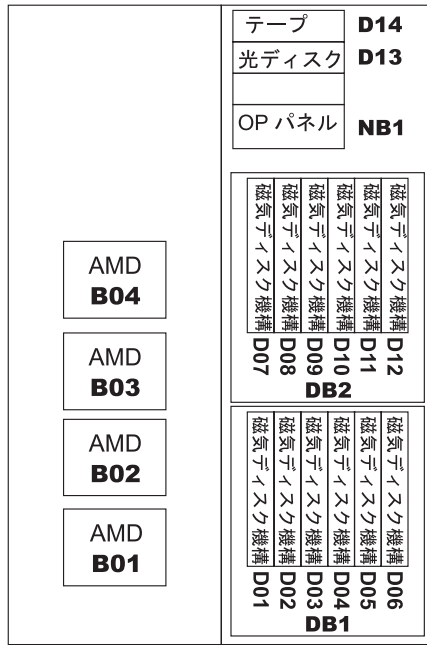 テープ D14
光ディスク D13
OP パネル NB1
AMD
B04
AMD
B03
AMD
B02
AMD
B01
磁気ディスク機構 D07
磁気ディスク機構 D08
磁気ディスク機構 D09
磁気ディスク機構 D10
磁気ディスク機構 D11
磁気ディスク機構 D12
DB2
磁気ディスク機構 D01
磁気ディスク機構 D02
磁気ディスク機構 D03
磁気ディスク機構 D04
磁気ディスク機構 D05
磁気ディスク機構 D06
DB1